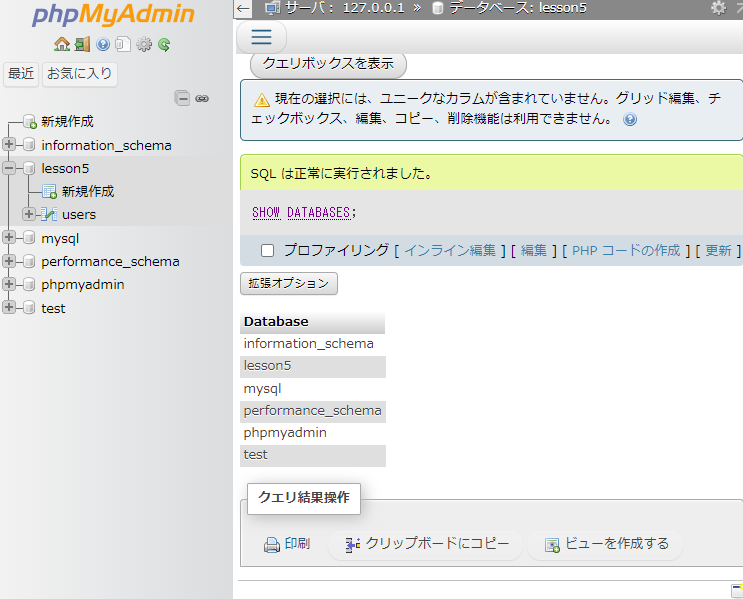 phpMyAdmin
最近 お気に入り
新規作成
information_schema
lesson5
新規作成
users
mysql
performance_schema
phpmyadmin
test
サーバ: 127.0.0.1 » データベース: lesson5
クエリボックスを表示
現在の選択には、ユニークなカラムが含まれていません。グリッド編集、チ
ェックボックス、編集、コピー、削除機能は利用できません。
SQL は正常に実行されました。
SHOW DATABASES;
プロファイリング [ インライン編集 ] [ 編集 ] [ PHP コードの作成 ] [ 更新 ]
拡張オプション
Database
information_schema
lesson5
mysql
performance_schema
phpmyadmin
test
クエリ結果操作
印刷 クリップボードにコピー ビューを作成する